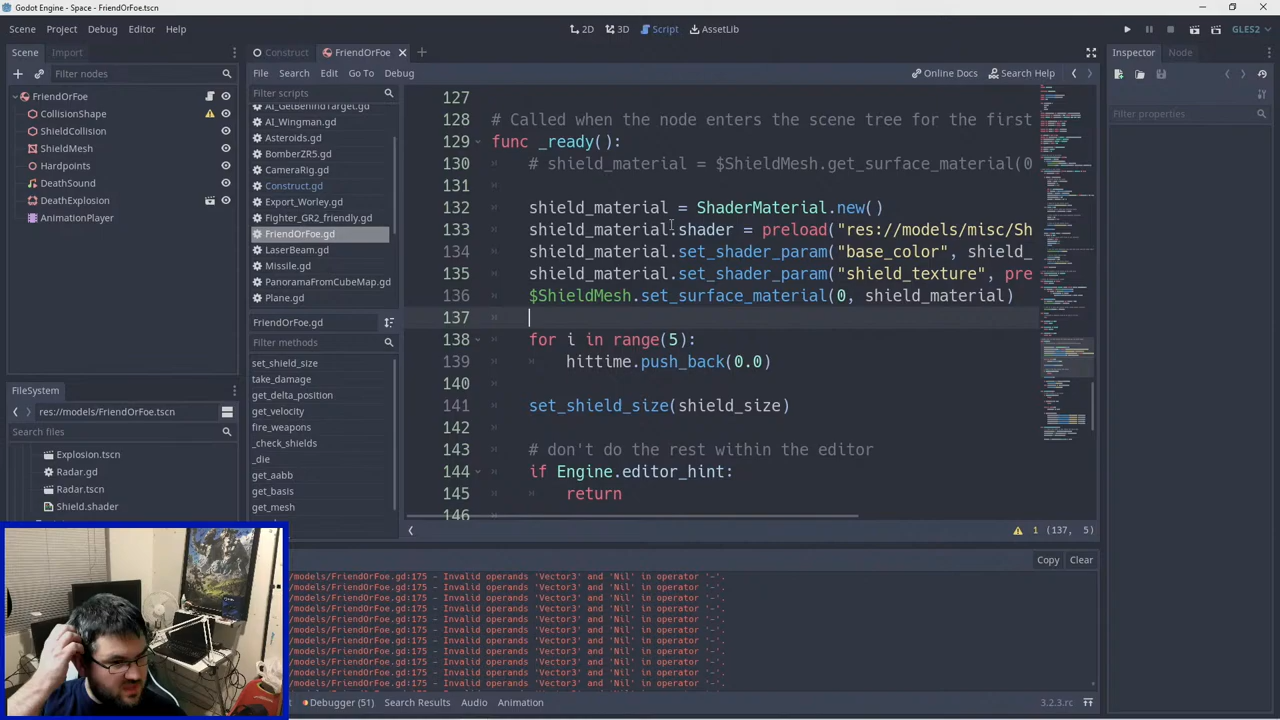 Godot Engine - Space - FriendOrFoe.tscn
Scene Project Debug Editor Help
2D 3D Script AssetLib
GLES2
Scene Import
Filter nodes
FriendOrFoe
CollisionShape
ShieldCollision
ShieldMesh
Hardpoints
DeathSound
DeathExplosion
AnimationPlayer
FileSystem
res://models/FriendOrFoe.tscn
Search files
Explosion.tscn
Radar.gd
Radar.tscn
Shield.shader
Construct FriendOrFoe
File Search Edit Go To Debug
Online Docs Search Help
Filter scripts
AI_GetBehindTarget.gd
AI_Wingman.gd
Asteroids.gd
BomberZR5.gd
CameraRig.gd
Construct.gd
Export_Worley.gd
Fighter_GR2_friendly.gd
FriendOrFoe.gd
LaserBeam.gd
Missile.gd
PanoramaFromCubeMap.gd
Plane.gd
FriendOrFoe.gd
Filter methods
set_shield_size
take_damage
get_delta_position
get_velocity
fire_weapons
_check_shields
_die
get_aabb
get_basis
get_mesh
127
128 # Called when the node enters the scene tree for the first
129 func _ready():
130 # shield_material = $ShieldMesh.get_surface_material(0
131
132 shield_material = ShaderMaterial.new()
133 shield_material.shader = preload("res://models/misc/Sh
134 shield_material.set_shader_param("base_color", shield_
135 shield_material.set_shader_param("shield_texture", pre
136 $ShieldMesh.set_surface_material(0, shield_material)
137
138 for i in range(5):
139 hittime.push_back(0.0)
140
141 set_shield_size(shield_size)
142
143 # don't do the rest within the editor
144 if Engine.editor_hint:
145 return
146
1 (137, 5)
Copy Clear
/models/FriendOrFoe.gd:175 - Invalid operands 'Vector3' and 'Nil' in operator '-'.
/models/FriendOrFoe.gd:175 - Invalid operands 'Vector3' and 'Nil' in operator '-'.
/models/FriendOrFoe.gd:175 - Invalid operands 'Vector3' and 'Nil' in operator '-'.
/models/FriendOrFoe.gd:175 - Invalid operands 'Vector3' and 'Nil' in operator '-'.
/models/FriendOrFoe.gd:175 - Invalid operands 'Vector3' and 'Nil' in operator '-'.
/models/FriendOrFoe.gd:175 - Invalid operands 'Vector3' and 'Nil' in operator '-'.
/models/FriendOrFoe.gd:175 - Invalid operands 'Vector3' and 'Nil' in operator '-'.
/models/FriendOrFoe.gd:175 - Invalid operands 'Vector3' and 'Nil' in operator '-'.
/models/FriendOrFoe.gd:175 - Invalid operands 'Vector3' and 'Nil' in operator '-'.
/models/FriendOrFoe.gd:175 - Invalid operands 'Vector3' and 'Nil' in operator '-'.
Debugger (51) Search Results Audio Animation
3.2.3.rc
Inspector Node
Filter properties